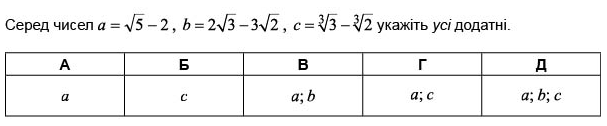 Серед чисел a = √5 − 2 , b = 2√3 − 3√2 , c = ∛3 − ∛2 укажіть усі додатні.
А Б В Г Д
a c a; b a; c a; b; c